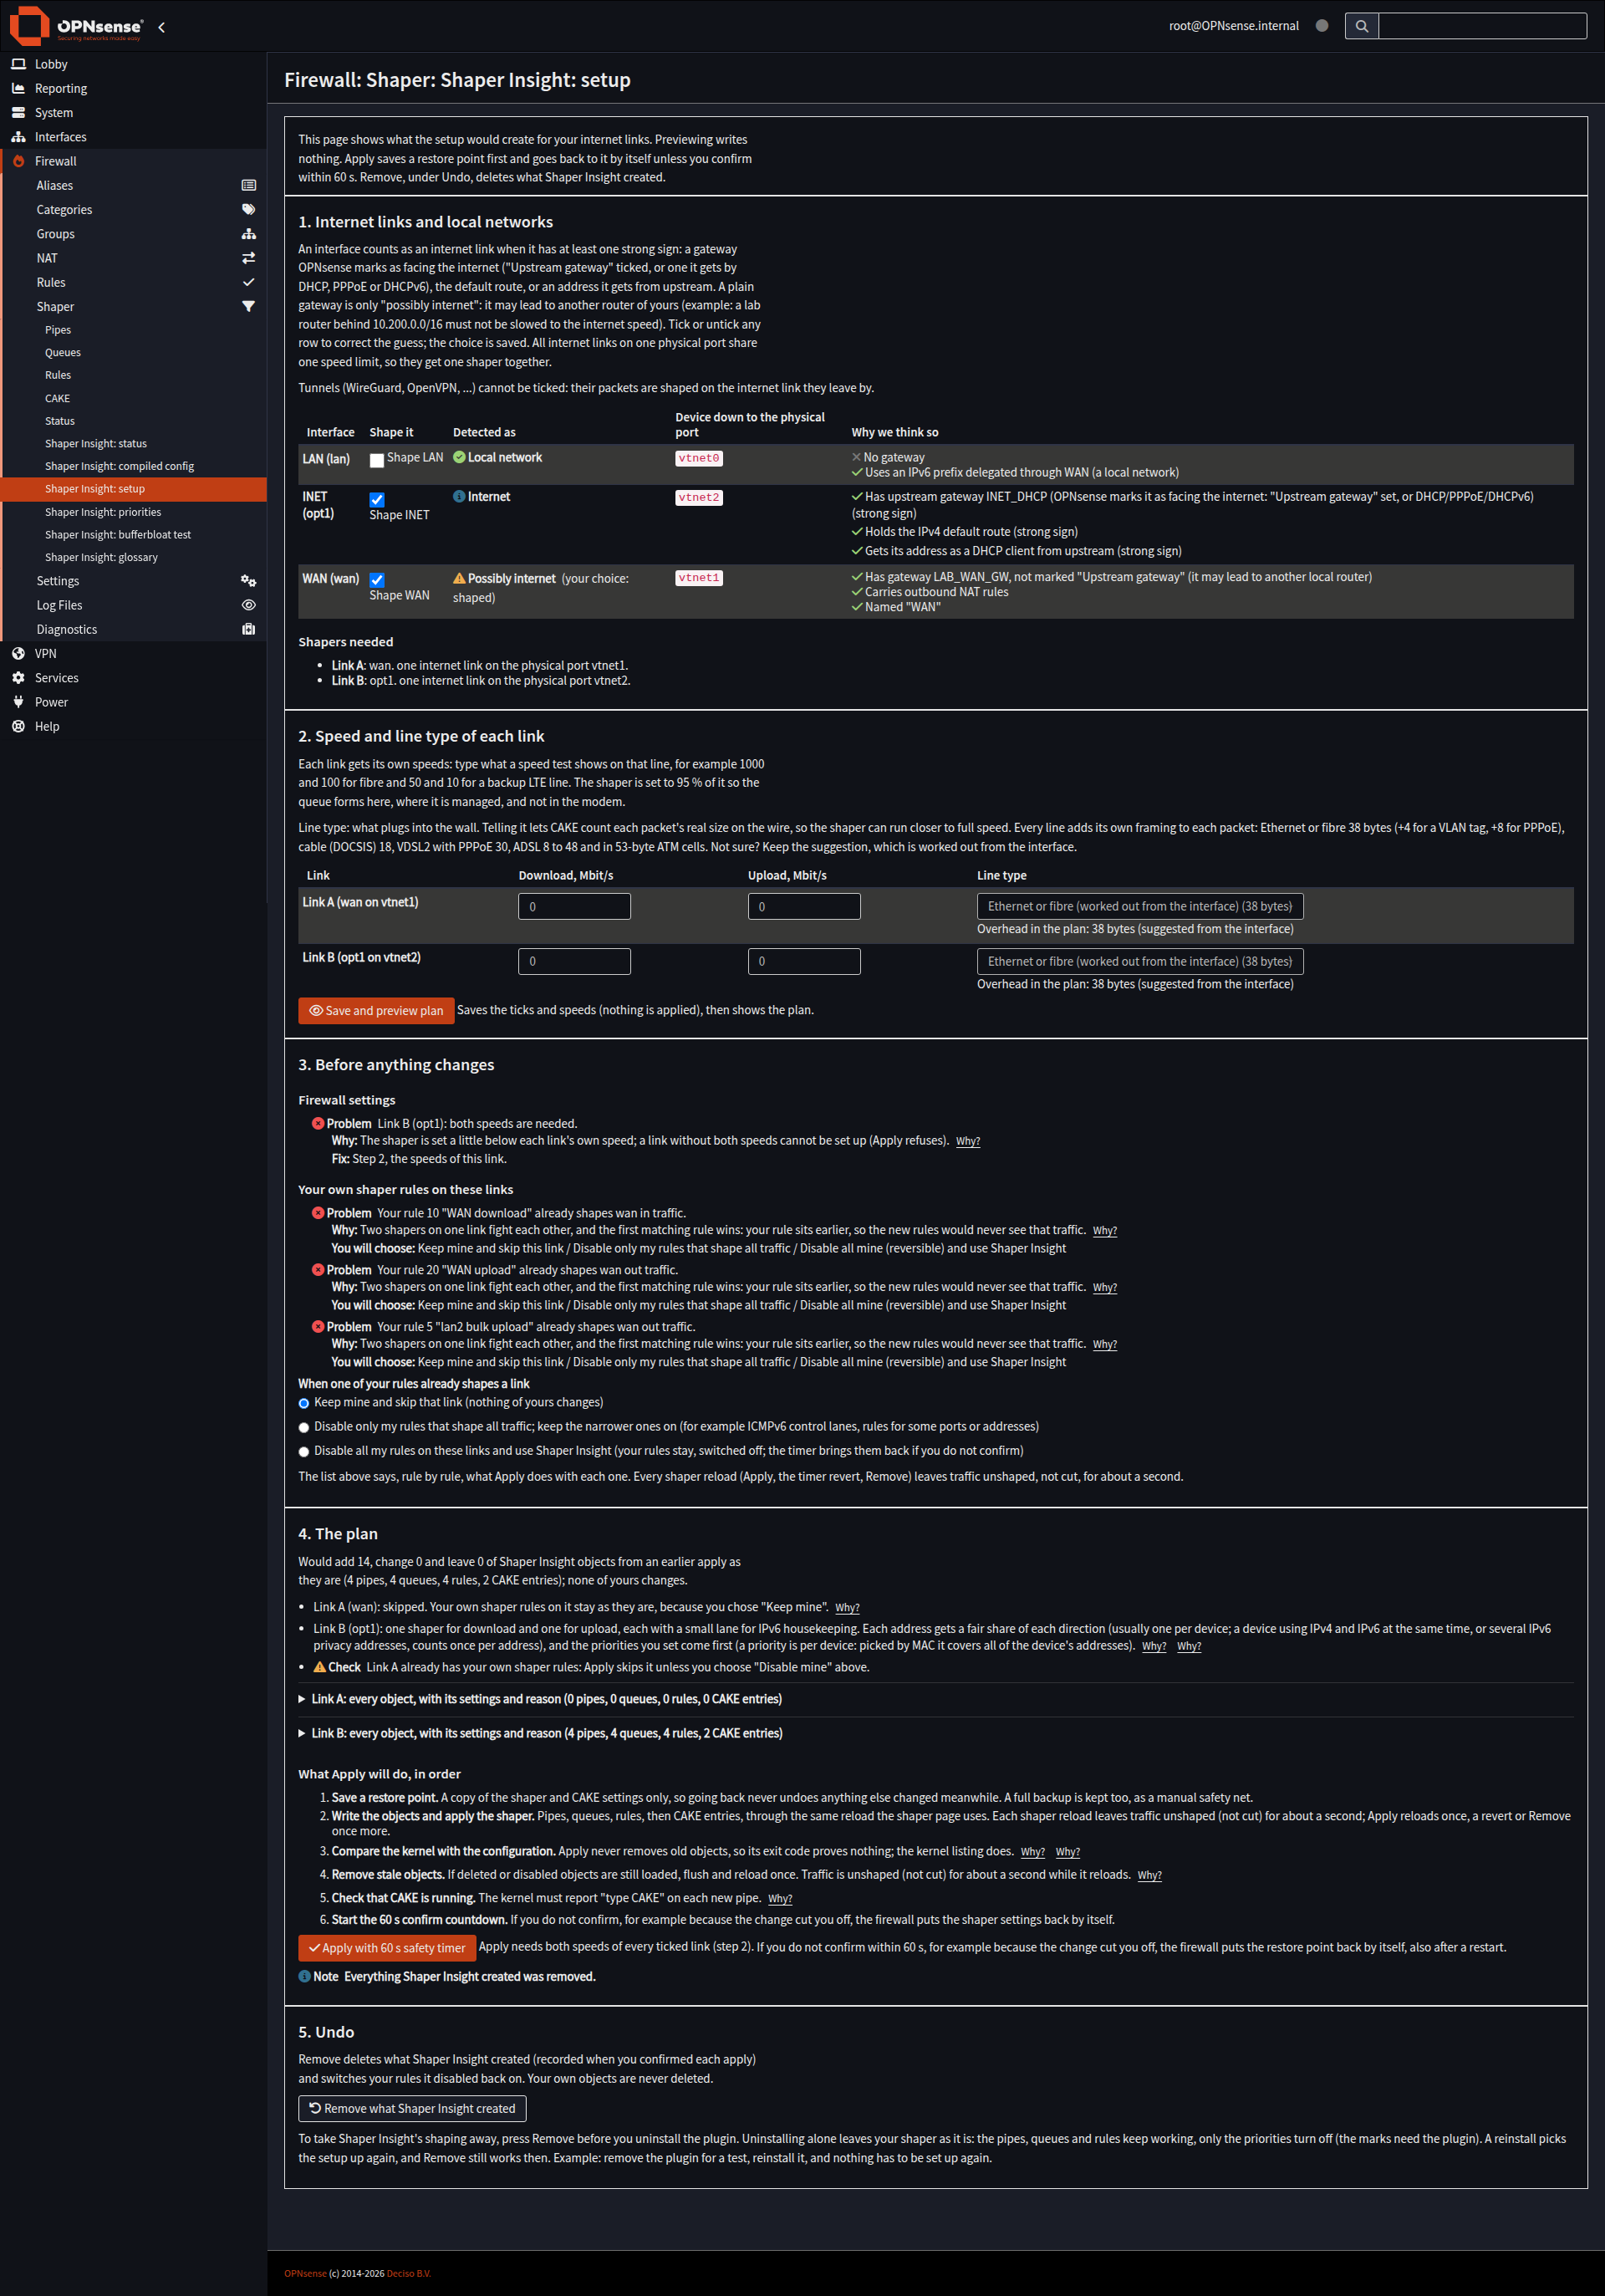 OPNsense
Securing networks made easy
root@OPNsense.internal
Lobby
Reporting
System
Interfaces
Firewall
Aliases
Categories
Groups
NAT
Rules
Shaper
Pipes
Queues
Rules
CAKE
Status
Shaper Insight: status
Shaper Insight: compiled config
Shaper Insight: setup
Shaper Insight: priorities
Shaper Insight: bufferbloat test
Shaper Insight: glossary
Settings
Log Files
Diagnostics
VPN
Services
Power
Help
Firewall: Shaper: Shaper Insight: setup
This page shows what the setup would create for your internet links. Previewing writes
nothing. Apply saves a restore point first and goes back to it by itself unless you confirm
within 60 s. Remove, under Undo, deletes what Shaper Insight created.
1. Internet links and local networks
An interface counts as an internet link when it has at least one strong sign: a gateway
OPNsense marks as facing the internet ("Upstream gateway" ticked, or one it gets by
DHCP, PPPoE or DHCPv6), the default route, or an address it gets from upstream. A plain
gateway is only "possibly internet": it may lead to another router of yours (example: a lab
router behind 10.200.0.0/16 must not be slowed to the internet speed). Tick or untick any
row to correct the guess; the choice is saved. All internet links on one physical port share
one speed limit, so they get one shaper together.
Tunnels (WireGuard, OpenVPN, ...) cannot be ticked: their packets are shaped on the internet link they leave by.
Interface Shape it Detected as Device down to the physical port Why we think so
LAN (lan) Shape LAN Local network vtnet0 No gateway
Uses an IPv6 prefix delegated through WAN (a local network)
INET (opt1) Shape INET Internet vtnet2 Has upstream gateway INET_DHCP (OPNsense marks it as facing the internet: "Upstream gateway" set, or DHCP/PPPoE/DHCPv6)
(strong sign)
Holds the IPv4 default route (strong sign)
Gets its address as a DHCP client from upstream (strong sign)
WAN (wan) Shape WAN Possibly internet (your choice: shaped) vtnet1 Has gateway LAB_WAN_GW, not marked "Upstream gateway" (it may lead to another local router)
Carries outbound NAT rules
Named "WAN"
Shapers needed
• Link A: wan. one internet link on the physical port vtnet1.
• Link B: opt1. one internet link on the physical port vtnet2.
2. Speed and line type of each link
Each link gets its own speeds: type what a speed test shows on that line, for example 1000
and 100 for fibre and 50 and 10 for a backup LTE line. The shaper is set to 95 % of it so the
queue forms here, where it is managed, and not in the modem.
Line type: what plugs into the wall. Telling it lets CAKE count each packet's real size on the wire, so the shaper can run closer to full speed. Every line adds its own framing to each packet: Ethernet or fibre 38 bytes (+4 for a VLAN tag, +8 for PPPoE),
cable (DOCSIS) 18, VDSL2 with PPPoE 30, ADSL 8 to 48 and in 53-byte ATM cells. Not sure? Keep the suggestion, which is worked out from the interface.
Link Download, Mbit/s Upload, Mbit/s Line type
Link A (wan on vtnet1) 0 0 Ethernet or fibre (worked out from the interface) (38 bytes)
Overhead in the plan: 38 bytes (suggested from the interface)
Link B (opt1 on vtnet2) 0 0 Ethernet or fibre (worked out from the interface) (38 bytes)
Overhead in the plan: 38 bytes (suggested from the interface)
Save and preview plan Saves the ticks and speeds (nothing is applied), then shows the plan.
3. Before anything changes
Firewall settings
Problem Link B (opt1): both speeds are needed.
Why: The shaper is set a little below each link's own speed; a link without both speeds cannot be set up (Apply refuses). Why?
Fix: Step 2, the speeds of this link.
Your own shaper rules on these links
Problem Your rule 10 "WAN download" already shapes wan in traffic.
Why: Two shapers on one link fight each other, and the first matching rule wins: your rule sits earlier, so the new rules would never see that traffic. Why?
You will choose: Keep mine and skip this link / Disable only my rules that shape all traffic / Disable all mine (reversible) and use Shaper Insight
Problem Your rule 20 "WAN upload" already shapes wan out traffic.
Why: Two shapers on one link fight each other, and the first matching rule wins: your rule sits earlier, so the new rules would never see that traffic. Why?
You will choose: Keep mine and skip this link / Disable only my rules that shape all traffic / Disable all mine (reversible) and use Shaper Insight
Problem Your rule 5 "lan2 bulk upload" already shapes wan out traffic.
Why: Two shapers on one link fight each other, and the first matching rule wins: your rule sits earlier, so the new rules would never see that traffic. Why?
You will choose: Keep mine and skip this link / Disable only my rules that shape all traffic / Disable all mine (reversible) and use Shaper Insight
When one of your rules already shapes a link
Keep mine and skip that link (nothing of yours changes)
Disable only my rules that shape all traffic; keep the narrower ones on (for example ICMPv6 control lanes, rules for some ports or addresses)
Disable all my rules on these links and use Shaper Insight (your rules stay, switched off; the timer brings them back if you do not confirm)
The list above says, rule by rule, what Apply does with each one. Every shaper reload (Apply, the timer revert, Remove) leaves traffic unshaped, not cut, for about a second.
4. The plan
Would add 14, change 0 and leave 0 of Shaper Insight objects from an earlier apply as
they are (4 pipes, 4 queues, 4 rules, 2 CAKE entries); none of yours changes.
• Link A (wan): skipped. Your own shaper rules on it stay as they are, because you chose "Keep mine". Why?
• Link B (opt1): one shaper for download and one for upload, each with a small lane for IPv6 housekeeping. Each address gets a fair share of each direction (usually one per device; a device using IPv4 and IPv6 at the same time, or several IPv6
privacy addresses, counts once per address), and the priorities you set come first (a priority is per device: picked by MAC it covers all of the device's addresses). Why? Why?
• Check Link A already has your own shaper rules: Apply skips it unless you choose "Disable mine" above.
Link A: every object, with its settings and reason (0 pipes, 0 queues, 0 rules, 0 CAKE entries)
Link B: every object, with its settings and reason (4 pipes, 4 queues, 4 rules, 2 CAKE entries)
What Apply will do, in order
1. Save a restore point. A copy of the shaper and CAKE settings only, so going back never undoes anything else changed meanwhile. A full backup is kept too, as a manual safety net.
2. Write the objects and apply the shaper. Pipes, queues, rules, then CAKE entries, through the same reload the shaper page uses. Each shaper reload leaves traffic unshaped (not cut) for about a second; Apply reloads once, a revert or Remove
once more.
3. Compare the kernel with the configuration. Apply never removes old objects, so its exit code proves nothing; the kernel listing does. Why? Why?
4. Remove stale objects. If deleted or disabled objects are still loaded, flush and reload once. Traffic is unshaped (not cut) for about a second while it reloads. Why?
5. Check that CAKE is running. The kernel must report "type CAKE" on each new pipe. Why?
6. Start the 60 s confirm countdown. If you do not confirm, for example because the change cut you off, the firewall puts the shaper settings back by itself.
Apply with 60 s safety timer Apply needs both speeds of every ticked link (step 2). If you do not confirm within 60 s, for example because the change cut you off, the firewall puts the restore point back by itself, also after a restart.
Note Everything Shaper Insight created was removed.
5. Undo
Remove deletes what Shaper Insight created (recorded when you confirmed each apply)
and switches your rules it disabled back on. Your own objects are never deleted.
Remove what Shaper Insight created
To take Shaper Insight's shaping away, press Remove before you uninstall the plugin. Uninstalling alone leaves your shaper as it is: the pipes, queues and rules keep working, only the priorities turn off (the marks need the plugin). A reinstall picks
the setup up again, and Remove still works then. Example: remove the plugin for a test, reinstall it, and nothing has to be set up again.
OPNsense (c) 2014-2026 Deciso B.V.